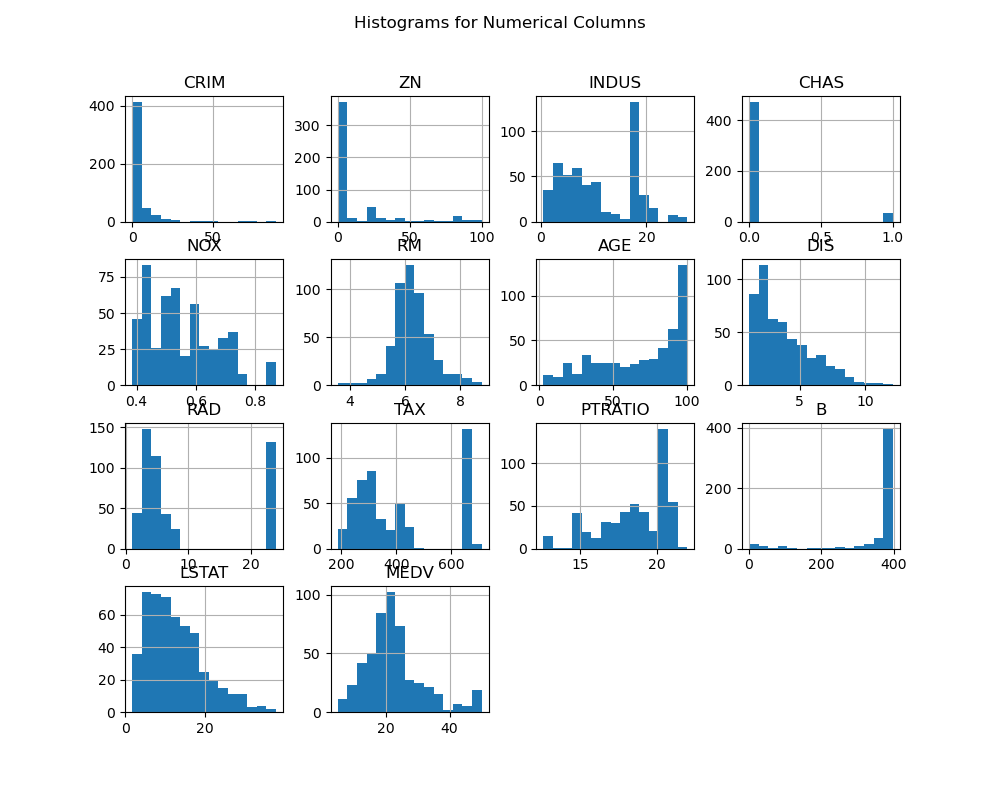 Histograms for Numerical Columns
CRIM ZN INDUS CHAS
400 200 0
300 200 100 0
100 50 0
400 200 0
0 50
0 50 100
0 20
0.0 0.5 1.0
NOX RM AGE DIS
75 50 25 0
100 50 0
100 50 0
100 50 0
0.4 0.6 0.8
4 6 8
0 50 100
5 10
RAD TAX PTRATIO B
150 100 50 0
100 50 0
100 50 0
400 200 0
0 10 20
200 400 600
15 20
0 200 400
LSTAT MEDV
60 40 20 0
100 50 0
0 20
20 40